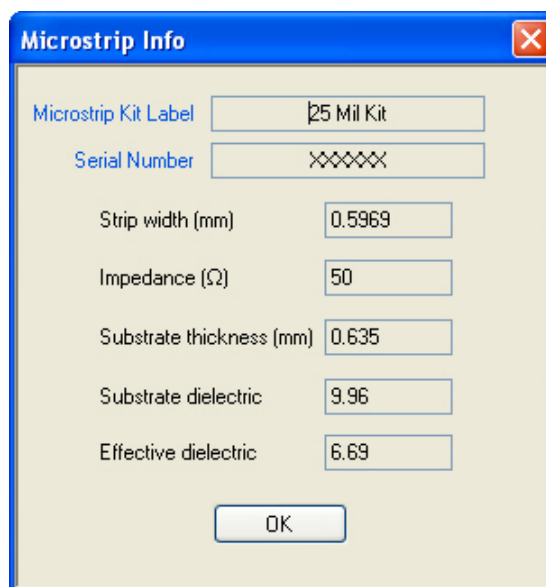 Microstrip Info
Microstrip Kit Label 25 Mil Kit
Serial Number XXXXXX
Strip width (mm) 0.5969
Impedance (Ω) 50
Substrate thickness (mm) 0.635
Substrate dielectric 9.96
Effective dielectric 6.69
OK